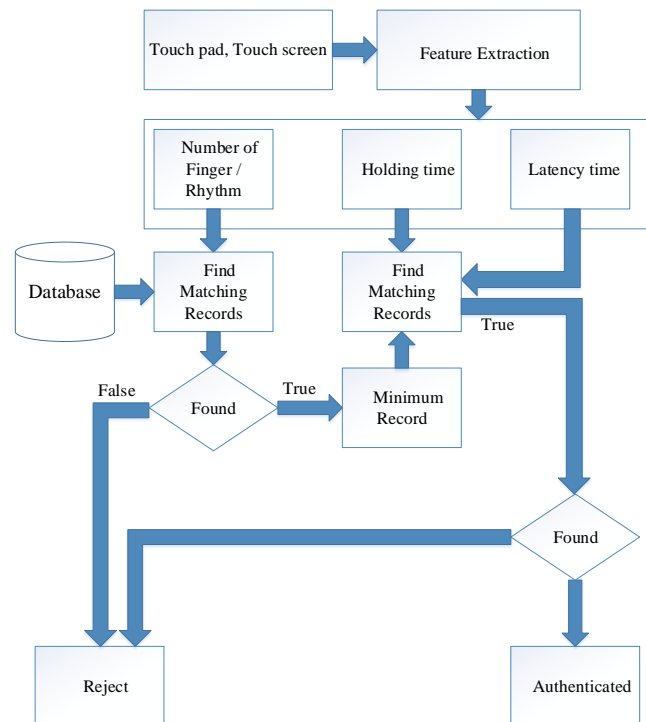 Touch pad, Touch screen
Feature Extraction
Number of
Finger /
Rhythm
Holding time
Latency time
Database
Find
Matching
Records
Find
Matching
Records
True
False
True
Found
Minimum
Record
Found
Reject
Authenticated